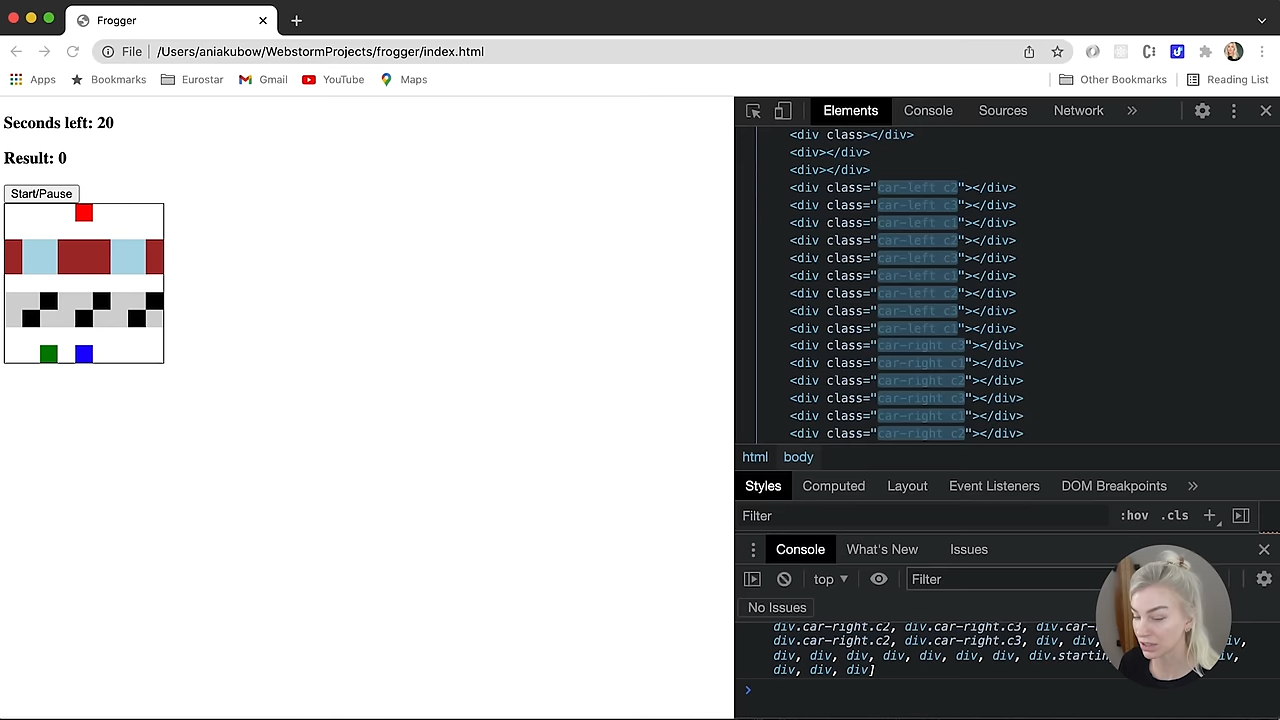 Frogger
File /Users/aniakubow/WebstormProjects/frogger/index.html
Apps Bookmarks Eurostar Gmail YouTube Maps Other Bookmarks Reading List
Seconds left: 20
Result: 0
Start/Pause
Elements Console Sources Network
<div class></div>
<div></div>
<div></div>
<div class="car-left c2"></div>
<div class="car-left c3"></div>
<div class="car-left c1"></div>
<div class="car-left c2"></div>
<div class="car-left c3"></div>
<div class="car-left c1"></div>
<div class="car-left c2"></div>
<div class="car-left c3"></div>
<div class="car-left c1"></div>
<div class="car-right c3"></div>
<div class="car-right c1"></div>
<div class="car-right c2"></div>
<div class="car-right c3"></div>
<div class="car-right c1"></div>
<div class="car-right c2"></div>
html body
Styles Computed Layout Event Listeners DOM Breakpoints
Filter :hov .cls
Console What's New Issues
top Filter
No Issues
div.car-right.c2, div.car-right.c3,
div.car-right.c2, div.car-right.c3, div, div,
div, div, div, div, div, div, div, div
div, div, div]